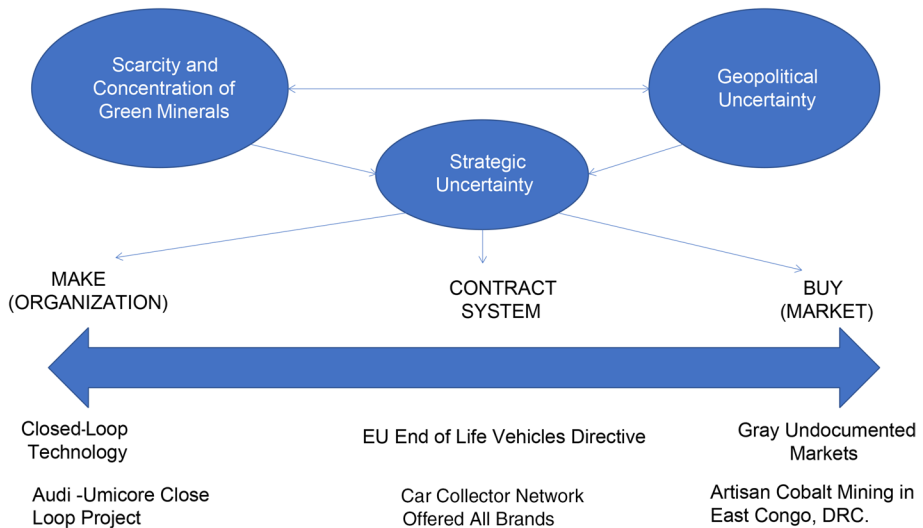 Scarcity and
Concentration of
Green Minerals
Geopolitical
Uncertainty
Strategic
Uncertainty
MAKE
(ORGANIZATION)
CONTRACT
SYSTEM
BUY
(MARKET)
Closed-Loop
Technology
EU End of Life Vehicles Directive
Gray Undocumented
Markets
Audi -Umicore Close
Loop Project
Car Collector Network
Offered All Brands
Artisan Cobalt Mining in
East Congo, DRC.